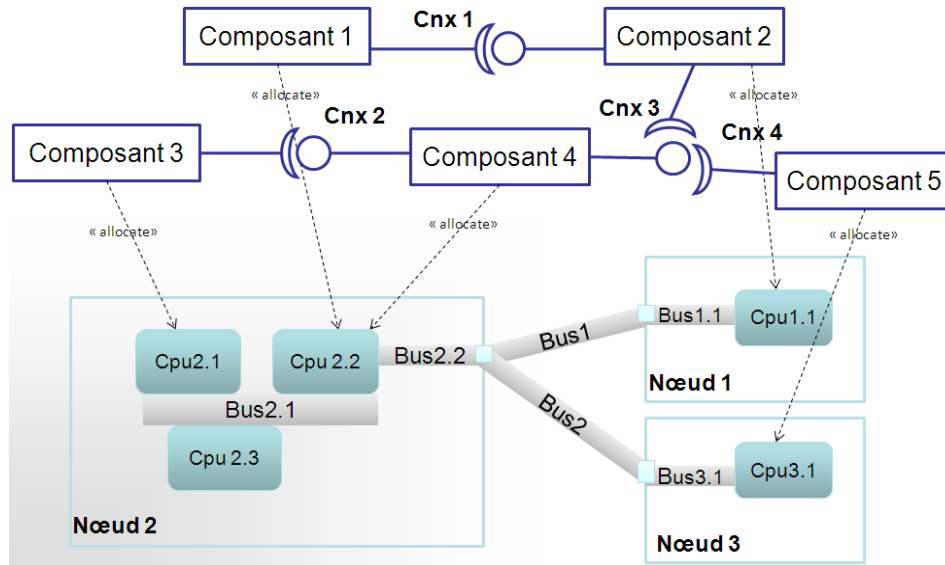 Cnx 1
Composant 1
Composant 2
« allocate»
« allocate»
Cnx 2
Cnx 3
Cnx 4
Composant 3
Composant 4
Composant 5
« allocate»
« allocate»
« allocate»
Cpu2.1
Cpu 2.2
Bus2.2
Bus1
Bus1.1
Cpu1.1
Bus2.1
Nœud 1
Bus2
Cpu 2.3
Bus3.1
Cpu3.1
Nœud 2
Nœud 3